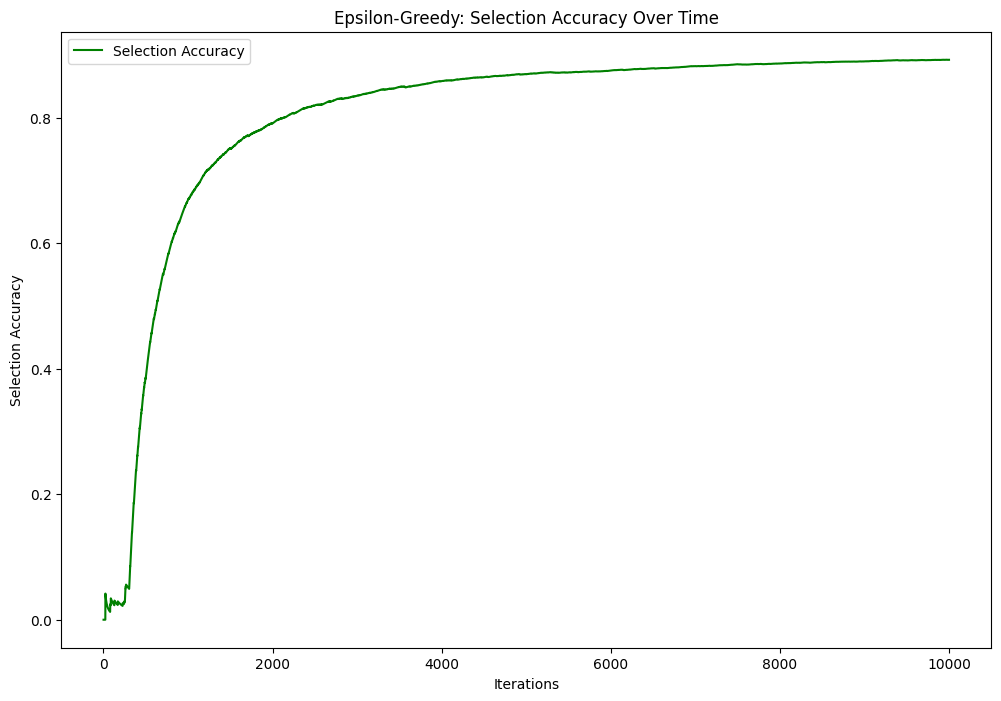 Epsilon-Greedy: Selection Accuracy Over Time
Selection Accuracy
Selection Accuracy
0.8
0.6
0.4
0.2
0.0
0 2000 4000 6000 8000 10000
Iterations